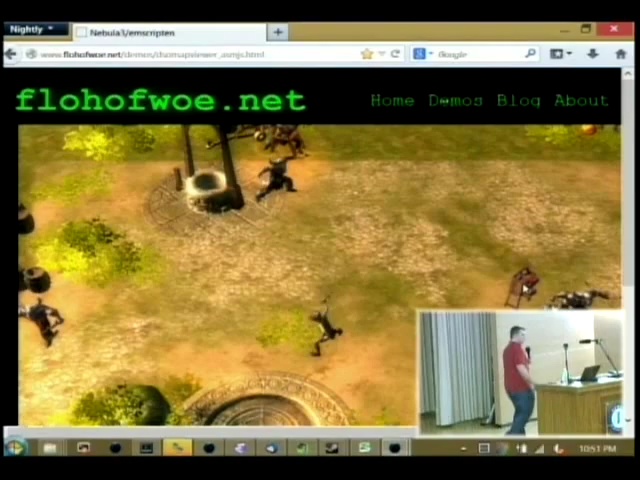 Nightly
Nebula3/emscripten
www.flohofwoe.net/demos/dsomapviewer_asmjs.html
Google
flohofwoe.net
Home Demos Blog About
10:51 PM